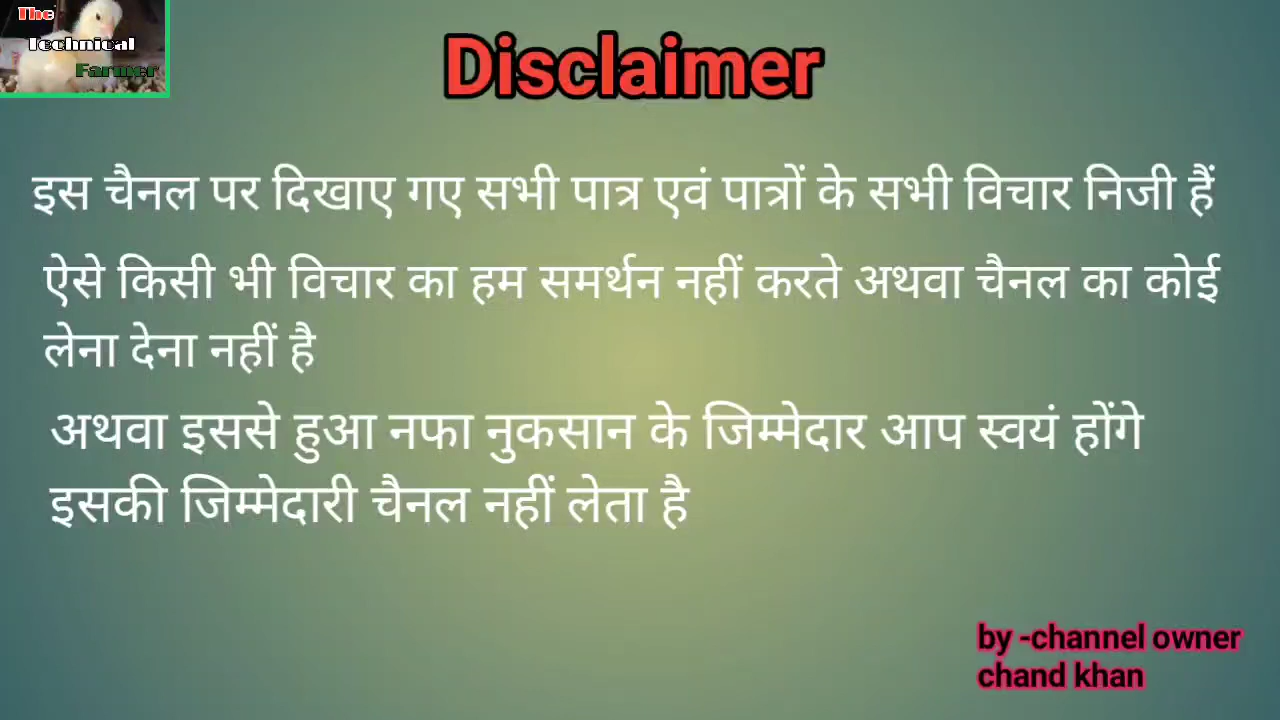 The
Technical
Farmer
Disclaimer
इस चैनल पर दिखाए गए सभी पात्र एवं पात्रों के सभी विचार निजी हैं
ऐसे किसी भी विचार का हम समर्थन नहीं करते अथवा चैनल का कोई
लेना देना नहीं है
अथवा इससे हुआ नफा नुकसान के जिम्मेदार आप स्वयं होंगे
इसकी जिम्मेदारी चैनल नहीं लेता है
by -channel owner
chand khan